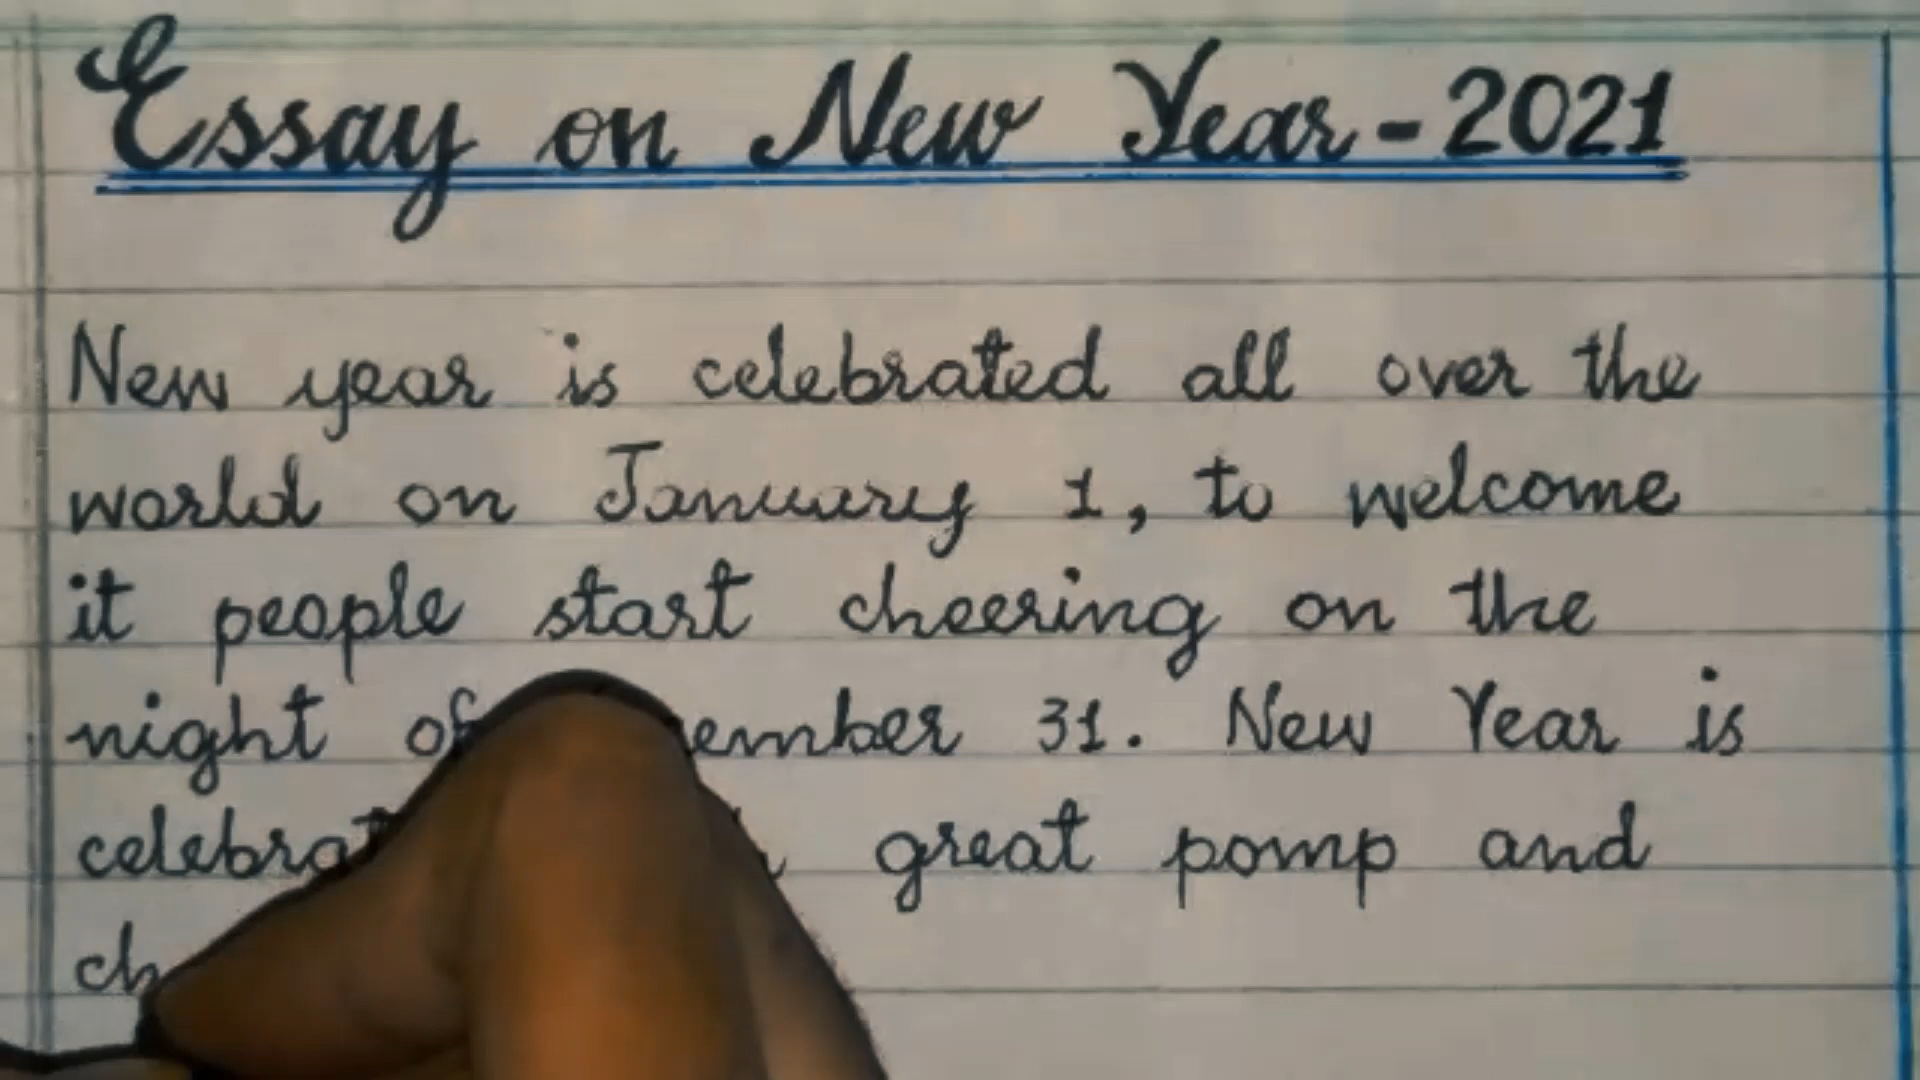 Essay on New Year-2021
New year is celebrated all over the
world on January 1, to welcome
it people start cheering on the
night of 31. New Year is
great pomp and